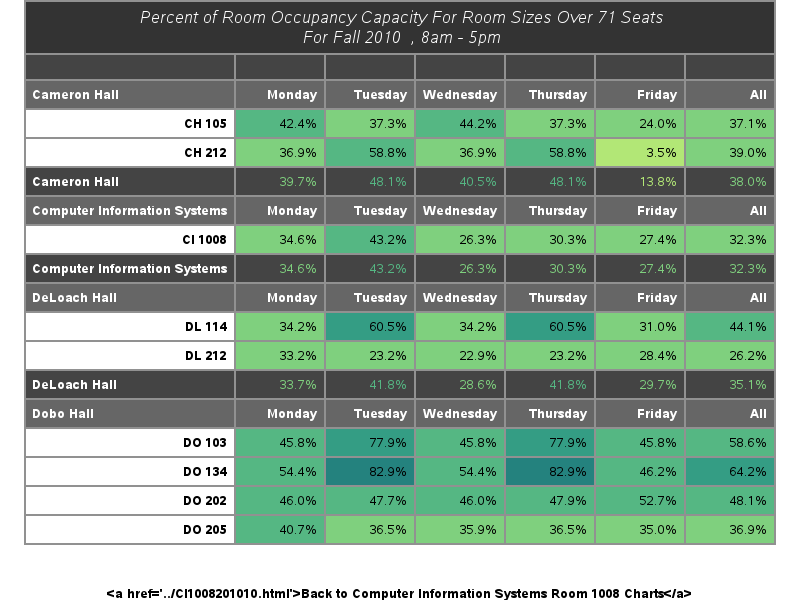 Percent of Room Occupancy Capacity For Room Sizes Over 71 Seats
For Fall 2010 , 8am - 5pm
Cameron Hall Monday Tuesday Wednesday Thursday Friday All
CH 105 42.4% 37.3% 44.2% 37.3% 24.0% 37.1%
CH 212 36.9% 58.8% 36.9% 58.8% 3.5% 39.0%
Cameron Hall 39.7% 48.1% 40.5% 48.1% 13.8% 38.0%
Computer Information Systems Monday Tuesday Wednesday Thursday Friday All
CI 1008 34.6% 43.2% 26.3% 30.3% 27.4% 32.3%
Computer Information Systems 34.6% 43.2% 26.3% 30.3% 27.4% 32.3%
DeLoach Hall Monday Tuesday Wednesday Thursday Friday All
DL 114 34.2% 60.5% 34.2% 60.5% 31.0% 44.1%
DL 212 33.2% 23.2% 22.9% 23.2% 28.4% 26.2%
DeLoach Hall 33.7% 41.8% 28.6% 41.8% 29.7% 35.1%
Dobo Hall Monday Tuesday Wednesday Thursday Friday All
DO 103 45.8% 77.9% 45.8% 77.9% 45.8% 58.6%
DO 134 54.4% 82.9% 54.4% 82.9% 46.2% 64.2%
DO 202 46.0% 47.7% 46.0% 47.9% 52.7% 48.1%
DO 205 40.7% 36.5% 35.9% 36.5% 35.0% 36.9%
<a href='../CI1008201010.html'>Back to Computer Information Systems Room 1008 Charts</a>